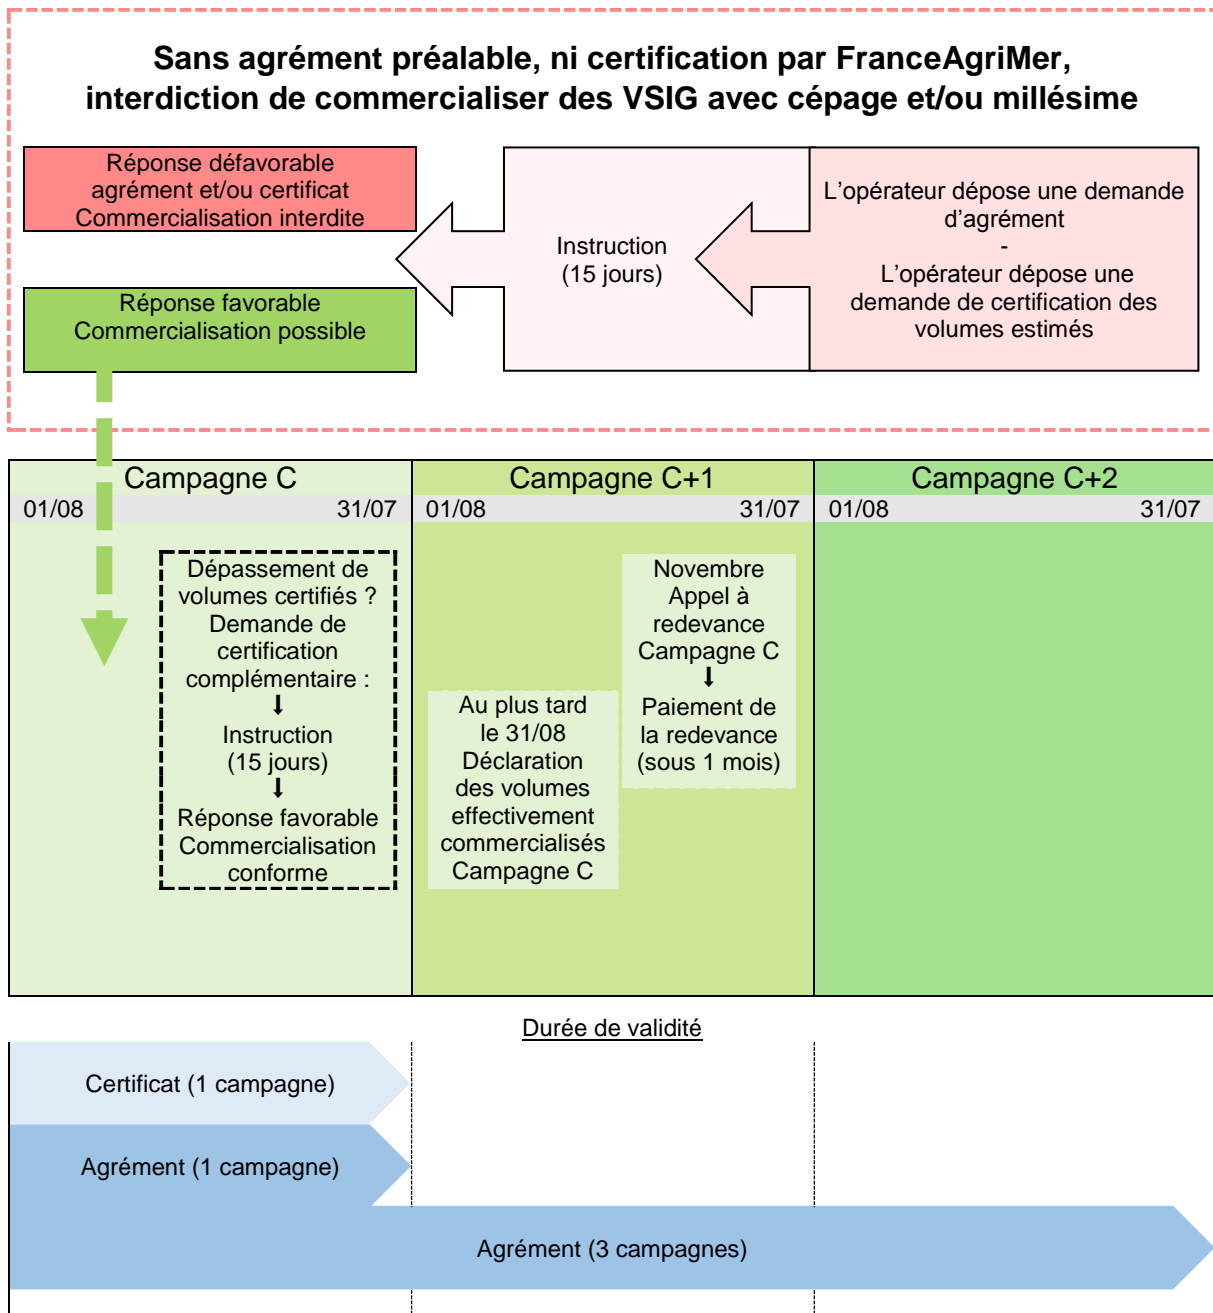 Sans agrément préalable, ni certification par FranceAgriMer,
interdiction de commercialiser des VSIG avec cépage et/ou millésime
Réponse défavorable
agrément et/ou certificat
Commercialisation interdite
Réponse favorable
Commercialisation possible
Instruction
(15 jours)
L'opérateur dépose une demande
d'agrément
-
L'opérateur dépose une
demande de certification des
volumes estimés
Campagne C
01/08 31/07
Dépassement de
volumes certifiés ?
Demande de
certification
complémentaire :
Instruction
(15 jours)
Réponse favorable
Commercialisation
conforme
Campagne C+1
01/08 31/07
Au plus tard
le 31/08
Déclaration
des volumes
effectivement
commercialisés
Campagne C
Novembre
Appel à
redevance
Campagne C
Paiement de
la redevance
(sous 1 mois)
Campagne C+2
01/08 31/07
Durée de validité
Certificat (1 campagne)
Agrément (1 campagne)
Agrément (3 campagnes)